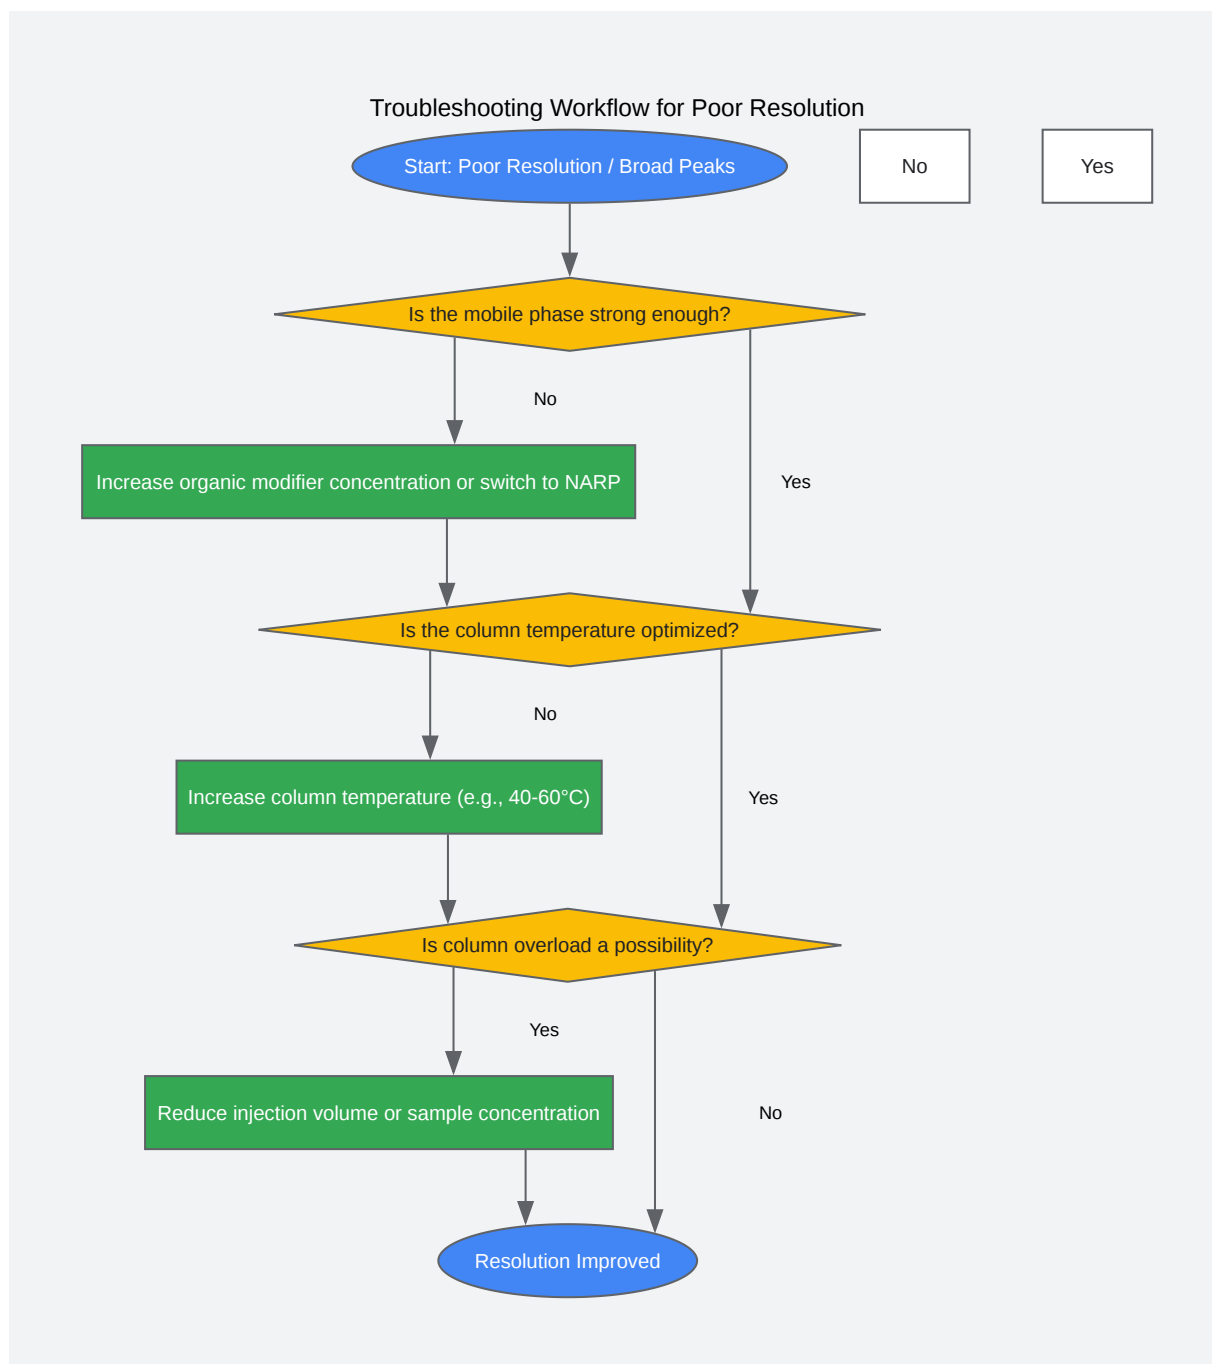 Troubleshooting Workflow for Poor Resolution
Start: Poor Resolution / Broad Peaks
No
Yes
Is the mobile phase strong enough?
No
Increase organic modifier concentration or switch to NARP
Yes
Is the column temperature optimized?
No
Increase column temperature (e.g., 40-60°C)
Yes
Is column overload a possibility?
Yes
Reduce injection volume or sample concentration
No
Resolution Improved